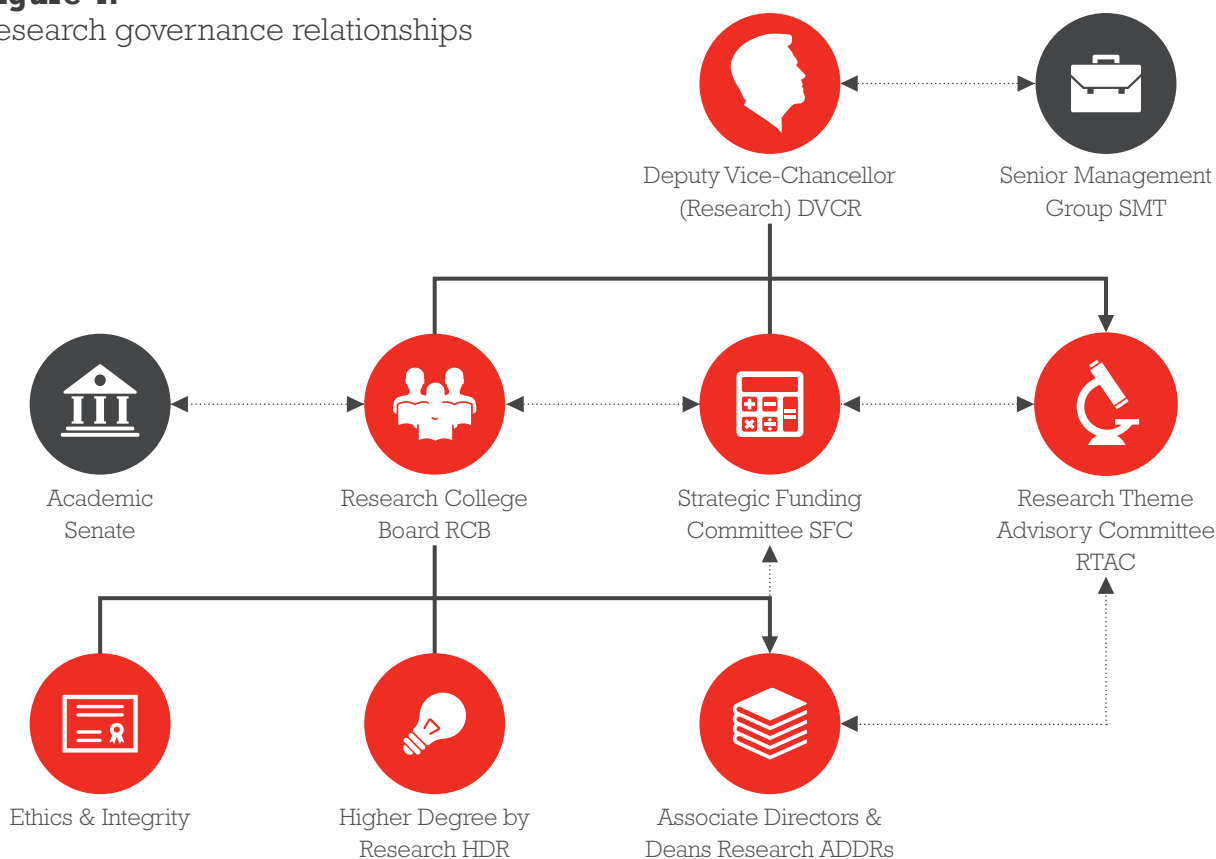 esearch governance relationships
Deputy Vice-Chancellor
(Research) DVCR
Senior Management
Group SMT
Academic
Senate
Research College
Board RCB
Strategic Funding
Committee SFC
Research Theme
Advisory Committee
RTAC
Ethics & Integrity
Higher Degree by
Research HDR
Associate Directors &
Deans Research ADDRs